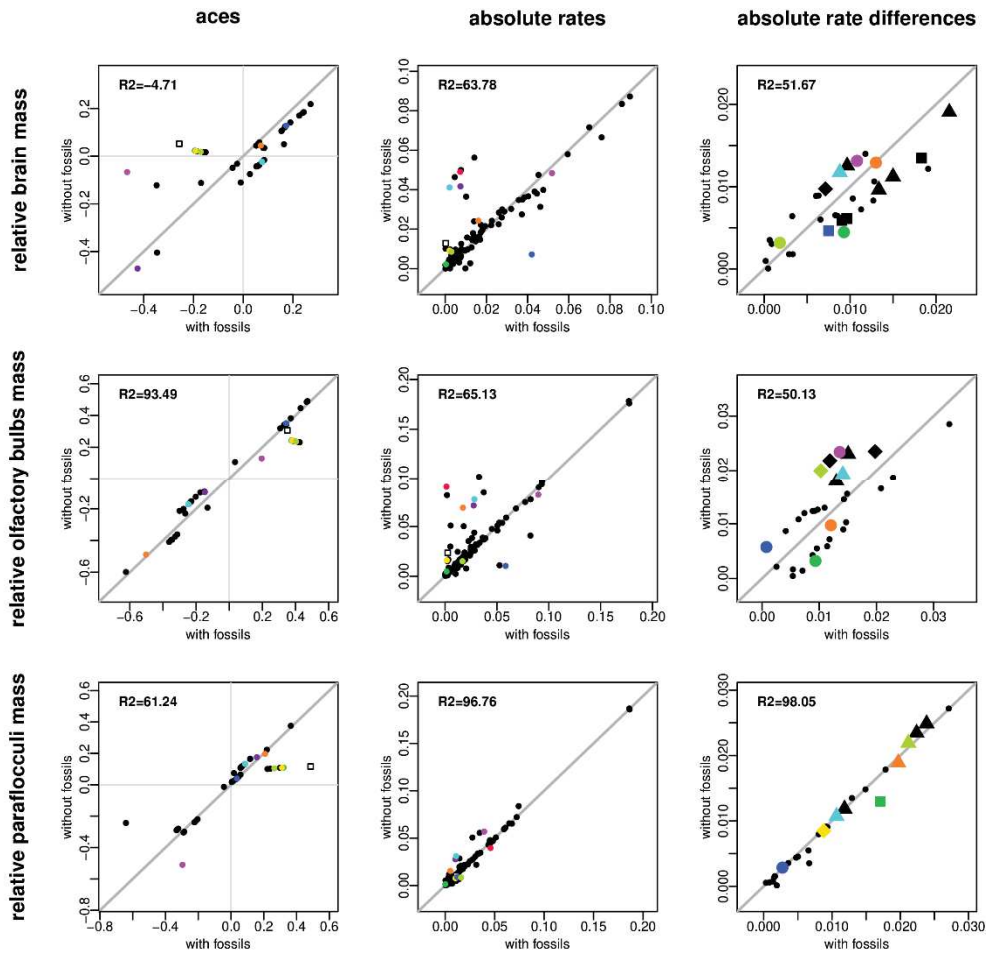 aces
absolute rates
absolute rate differences
relative brain mass
R2=-4.71
without fossils
0.2
0.0
-0.2
-0.4
-0.4
-0.2
0.0
0.2
with fossils
R2=63.78
without fossils
0.10
0.08
0.06
0.04
0.02
0.00
0.00
0.02
0.04
0.06
0.08
0.10
with fossils
R2=51.67
without fossils
0.020
0.010
0.000
0.000
0.010
0.020
with fossils
relative olfactory bulbs mass
R2=93.49
without bssils
0.6
0.4
0.2
-0.2
-0.6
-0.6
-0.2
0.2
0.4
0.6
with fossils
R2=65.13
without fossils
0.20
0.15
0.10
0.05
0.00
0.00
0.05
0.10
0.15
0.20
with fossils
R2=50.13
without fossils
0.03
0.02
0.01
0.00
0.00
0.01
0.02
0.03
with fossils
relative paraflocculi mass
R2=61.24
without fossils
0.6
0.4
0.2
0.0
-0.4
-0.8
-0.8
-0.4
0.0
0.2
0.4
0.6
with fossils
R2=96.76
without fossils
0.20
0.15
0.10
0.05
0.00
0.00
0.05
0.10
0.15
0.20
with fossils
R2=98.05
without fossils
0.030
0.020
0.010
0.000
0.000
0.010
0.020
0.030
with fossils